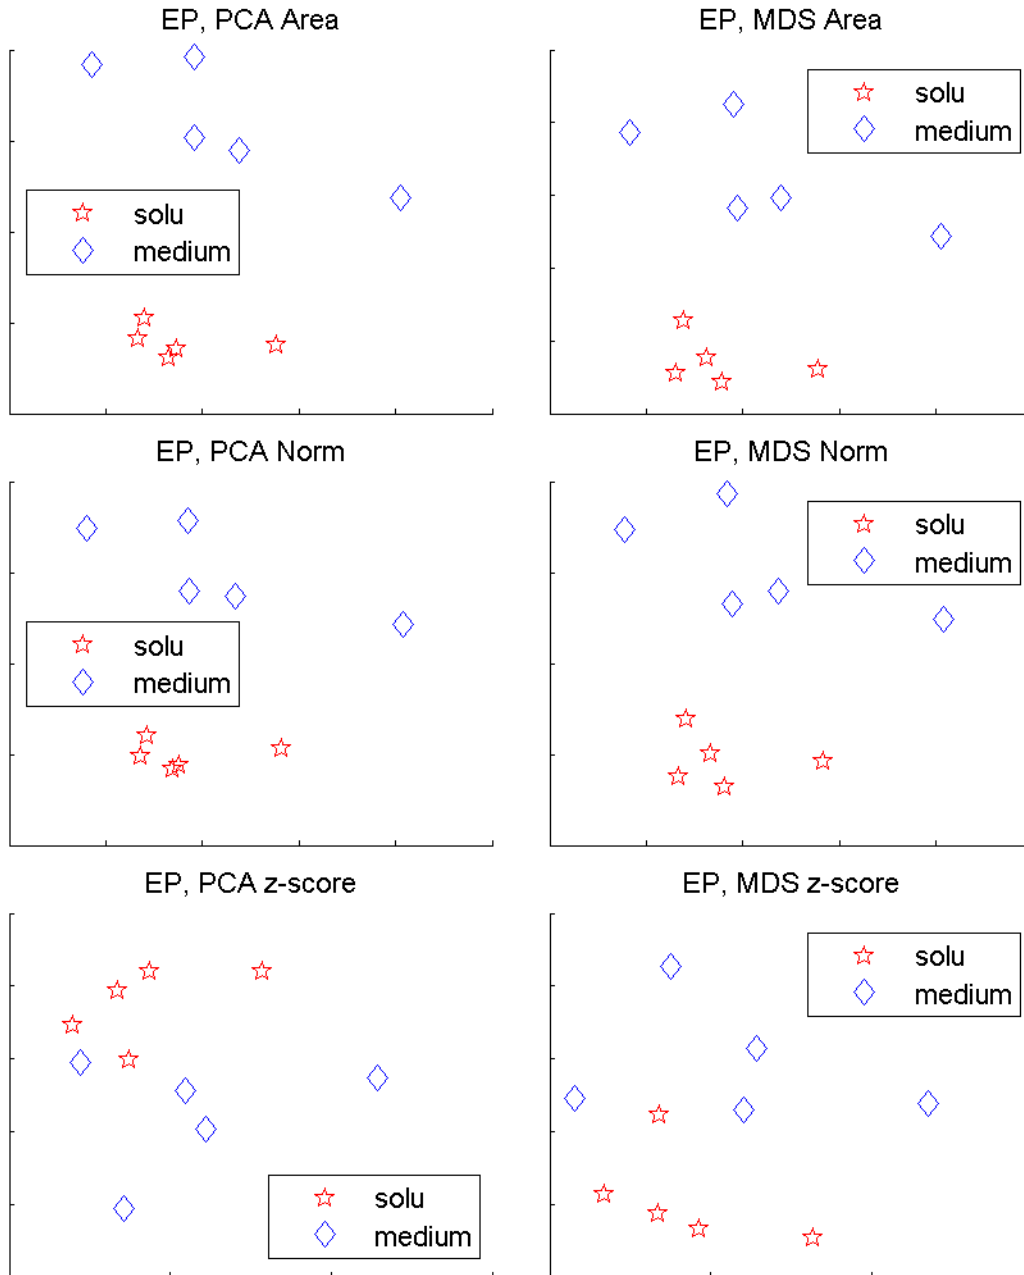 EP, PCA Area
solu
medium
EP, MDS Area
solu
medium
EP, PCA Norm
solu
medium
EP, MDS Norm
solu
medium
EP, PCA z-score
solu
medium
EP, MDS z-score
solu
medium